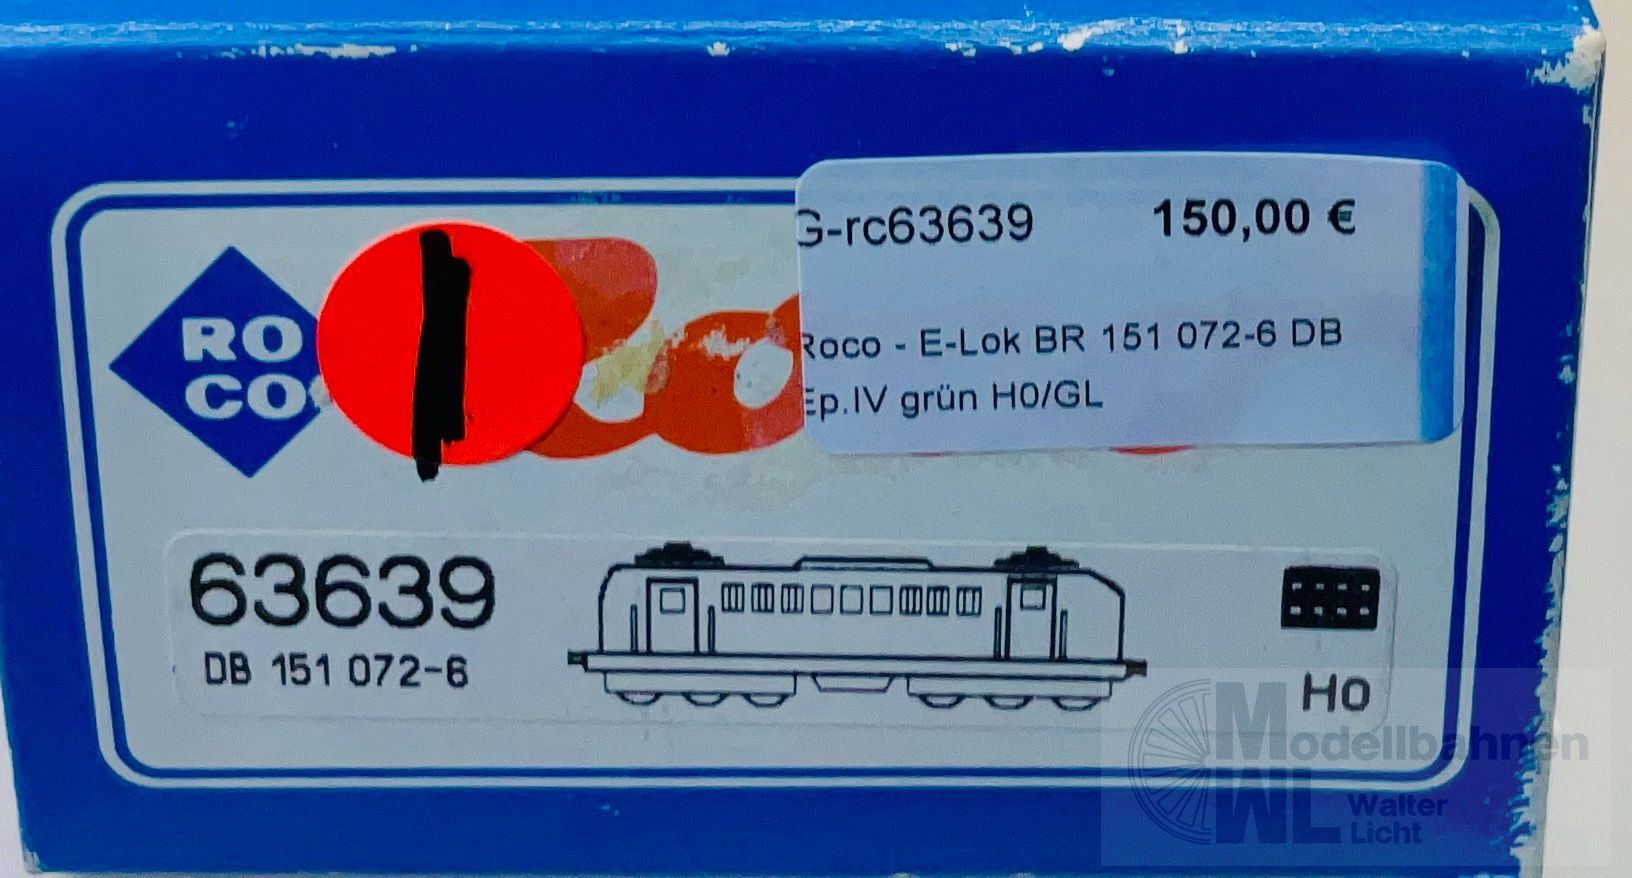 RO
CO
G-rc63639 150,00 €
Roco - E-Lok BR 151 072-6 DB
Ep.IV grün H0/GL
63639
DB 151 072-6
H0
Modellbahnen
WL Walter
Licht